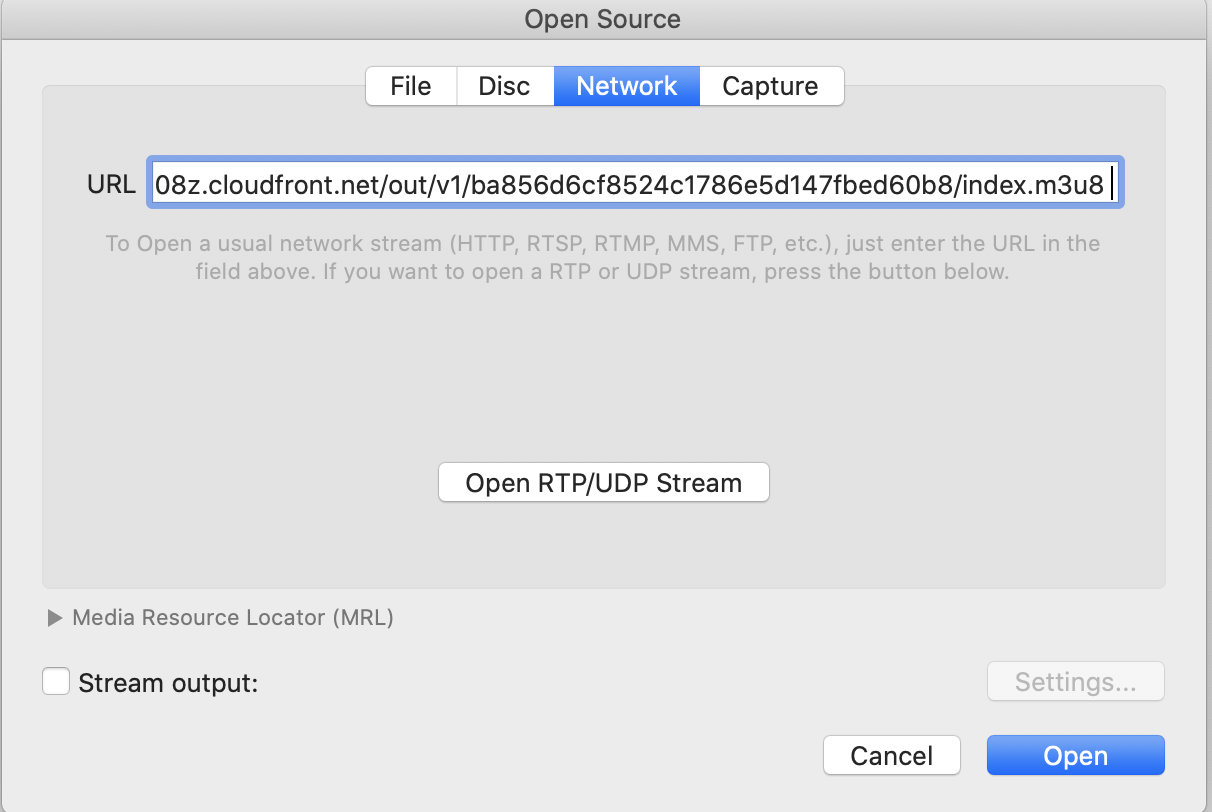 Open Source
File Disc Network Capture
URL 08z.cloudfront.net/out/v1/ba856d6cf8524c1786e5d147fbed60b8/index.m3u8
To Open a usual network stream (HTTP, RTSP, RTMP, MMS, FTP, etc.), just enter the URL in the
field above. If you want to open a RTP or UDP stream, press the button below.
Open RTP/UDP Stream
Media Resource Locator (MRL)
Stream output:
Settings...
Cancel Open